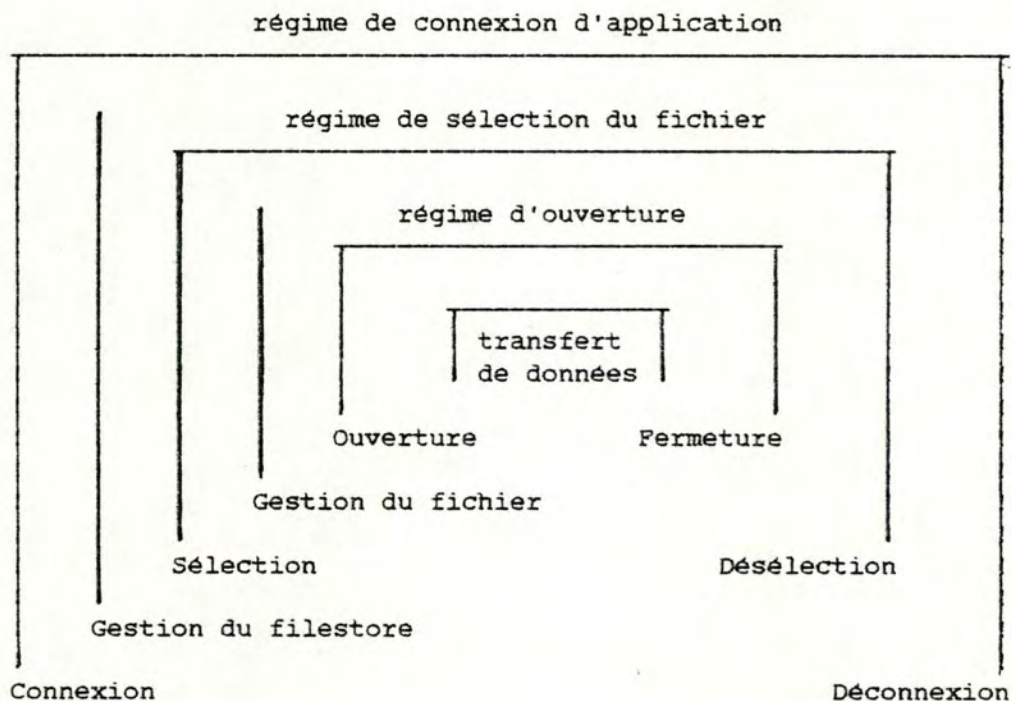 régime de connexion d'application
régime de sélection du fichier
régime d'ouverture
transfert
de données
Ouverture Fermeture
Gestion du fichier
Sélection Désélection
Gestion du filestore
Connexion Déconnexion